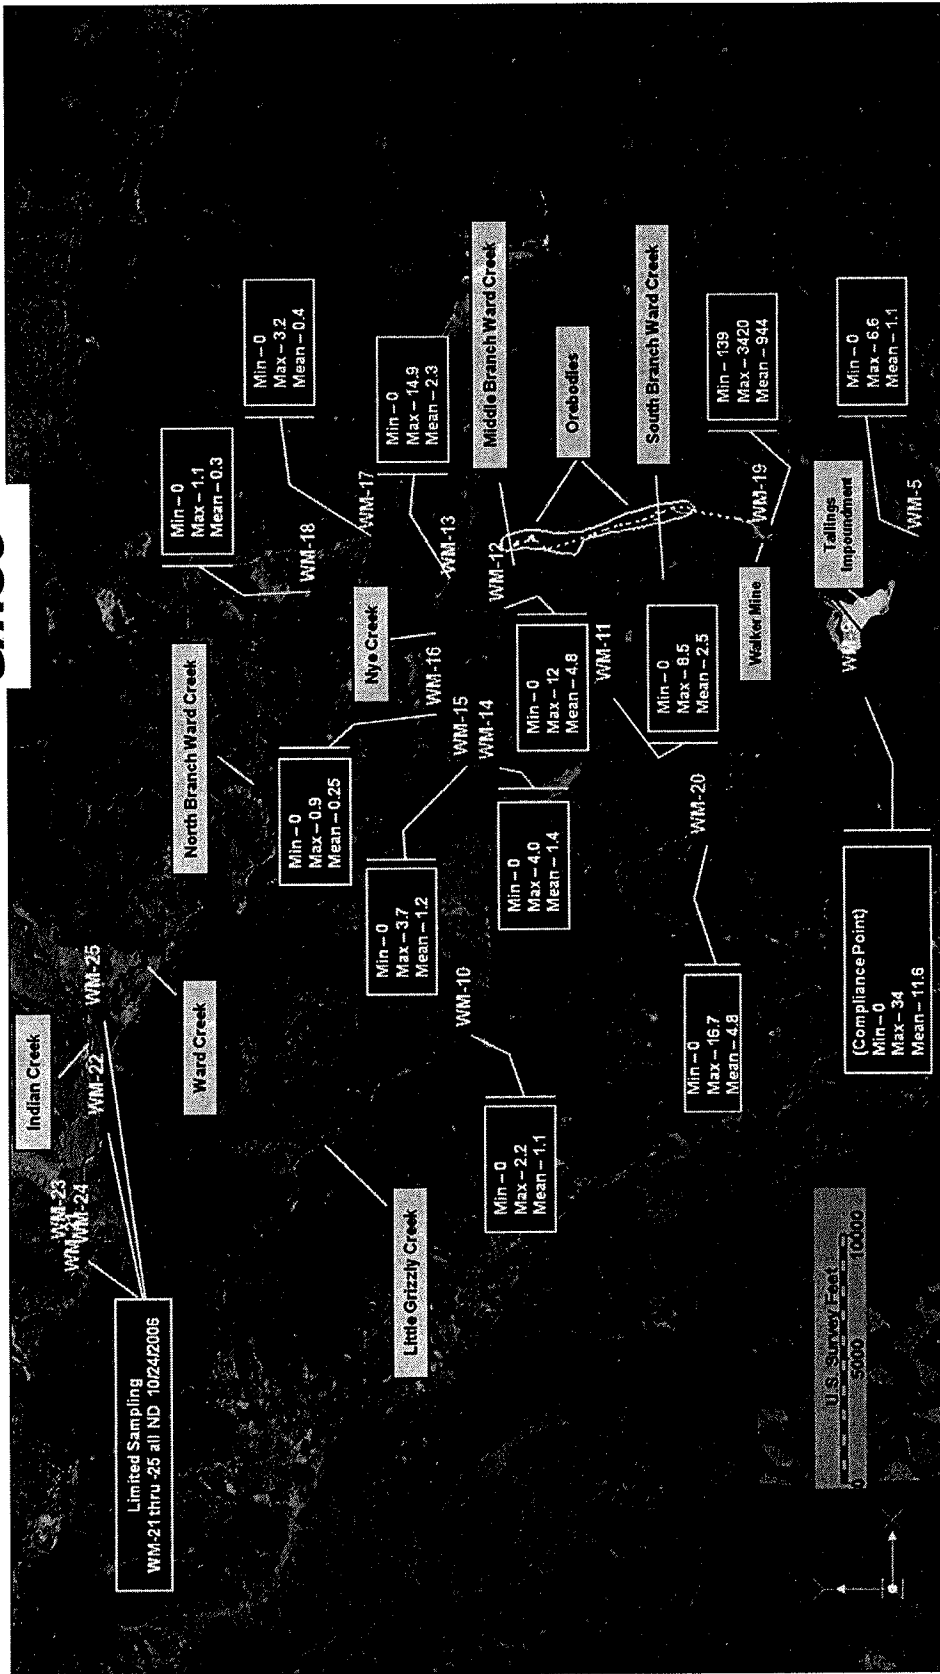 Limited Sampling
WM-21 thru -25 all ND 10/24/2006
WM-23
WM-24
WM-22
WM-25
Indian Creek
Ward Creek
North Branch Ward Creek
Little Grizzly Creek
Min – 0
Max – 1.1
Mean – 0.3
WM-18
Min – 0
Max – 3.2
Mean – 0.4
WM-17
Nye Creek
Min – 0
Max – 0.9
Mean – 0.25
WM-16
Min – 0
Max – 14.9
Mean – 2.3
WM-13
Min – 0
Max – 3.7
Mean – 1.2
WM-15
WM-14
WM-10
Min – 0
Max – 2.2
Mean – 1.1
Min – 0
Max – 4.0
Mean – 1.4
Min – 0
Max – 12
Mean – 4.8
WM-12
Middle Branch Ward Creek
Orebodies
WM-11
Min – 0
Max – 8.5
Mean – 2.5
South Branch Ward Creek
WM-20
Min – 0
Max – 16.7
Mean – 4.8
Min – 139
Max – 3420
Mean – 944
WM-19
Walker Mine
Tailings
Impoundment
(Compliance Point)
Min – 0
Max – 34
Mean – 11.6
Min – 0
Max – 6.6
Mean – 1.1
WM-5
U.S. Survey Feet
0 5000 10000